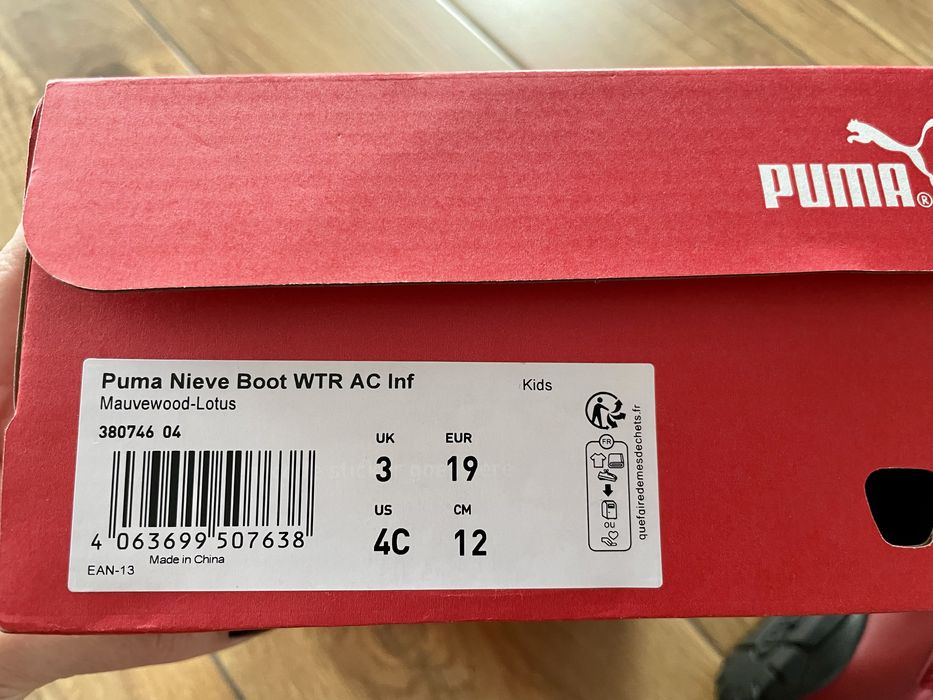 PUMA®
Puma Nieve Boot WTR AC Inf
Kids
Mauvewood-Lotus
380746 04
UK
EUR
3
19
US
CM
4C
12
4 063699 507638
Made in China
EAN-13
FR
quefairedemesdechets.fr